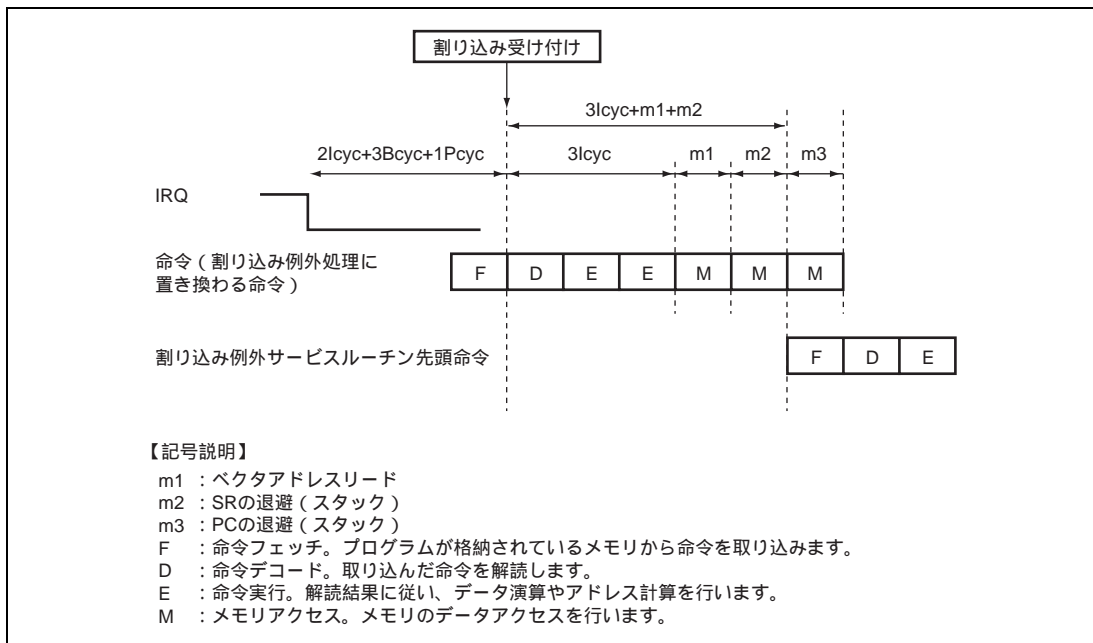 割り込み受け付け
3Icyc+m1+m2
2Icyc+3Bcyc+1Pcyc 3Icyc m1 m2 m3
IRQ
命令(割り込み例外処理に
置き換わる命令)
F D E E M M M
割り込み例外サービスルーチン先頭命令
F D E
【記号説明】
m1 :ベクタアドレスリード
m2 :SRの退避(スタック)
m3 :PCの退避(スタック)
F :命令フェッチ。プログラムが格納されているメモリから命令を取り込みます。
D :命令デコード。取り込んだ命令を解読します。
E :命令実行。解読結果に従い、データ演算やアドレス計算を行います。
M :メモリアクセス。メモリのデータアクセスを行います。